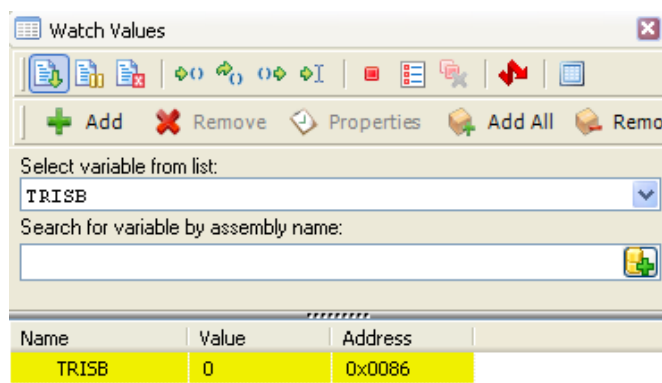 Watch Values
Add Remove Properties Add All Remo
Select variable from list:
TRISB
Search for variable by assembly name:
Name Value Address
TRISB 0 0x0086